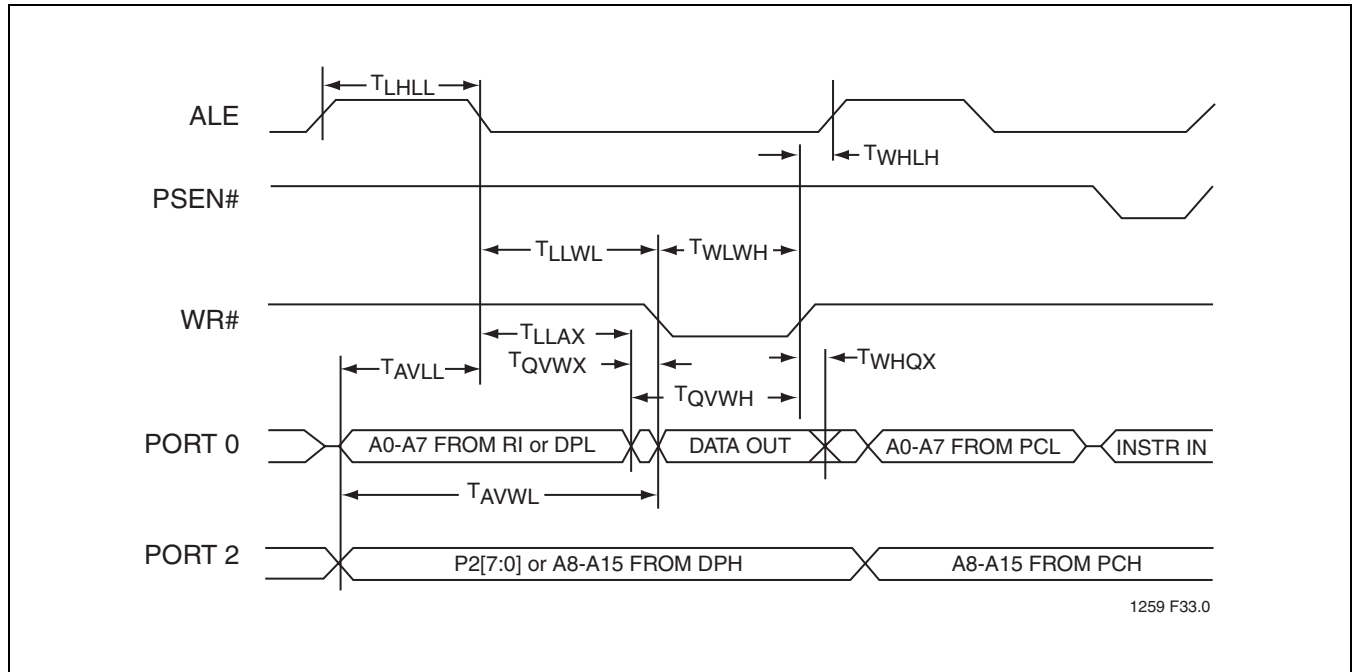 TLHLL
ALE
TWHLH
PSEN#
TLLWL
TWLWH
WR#
TLLAX
TAVLL
TQVWX
TWHQX
TQVWH
PORT 0
A0-A7 FROM RI or DPL
DATA OUT
A0-A7 FROM PCL
INSTR IN
TAVWL
PORT 2
P2[7:0] or A8-A15 FROM DPH
A8-A15 FROM PCH
1259 F33.0